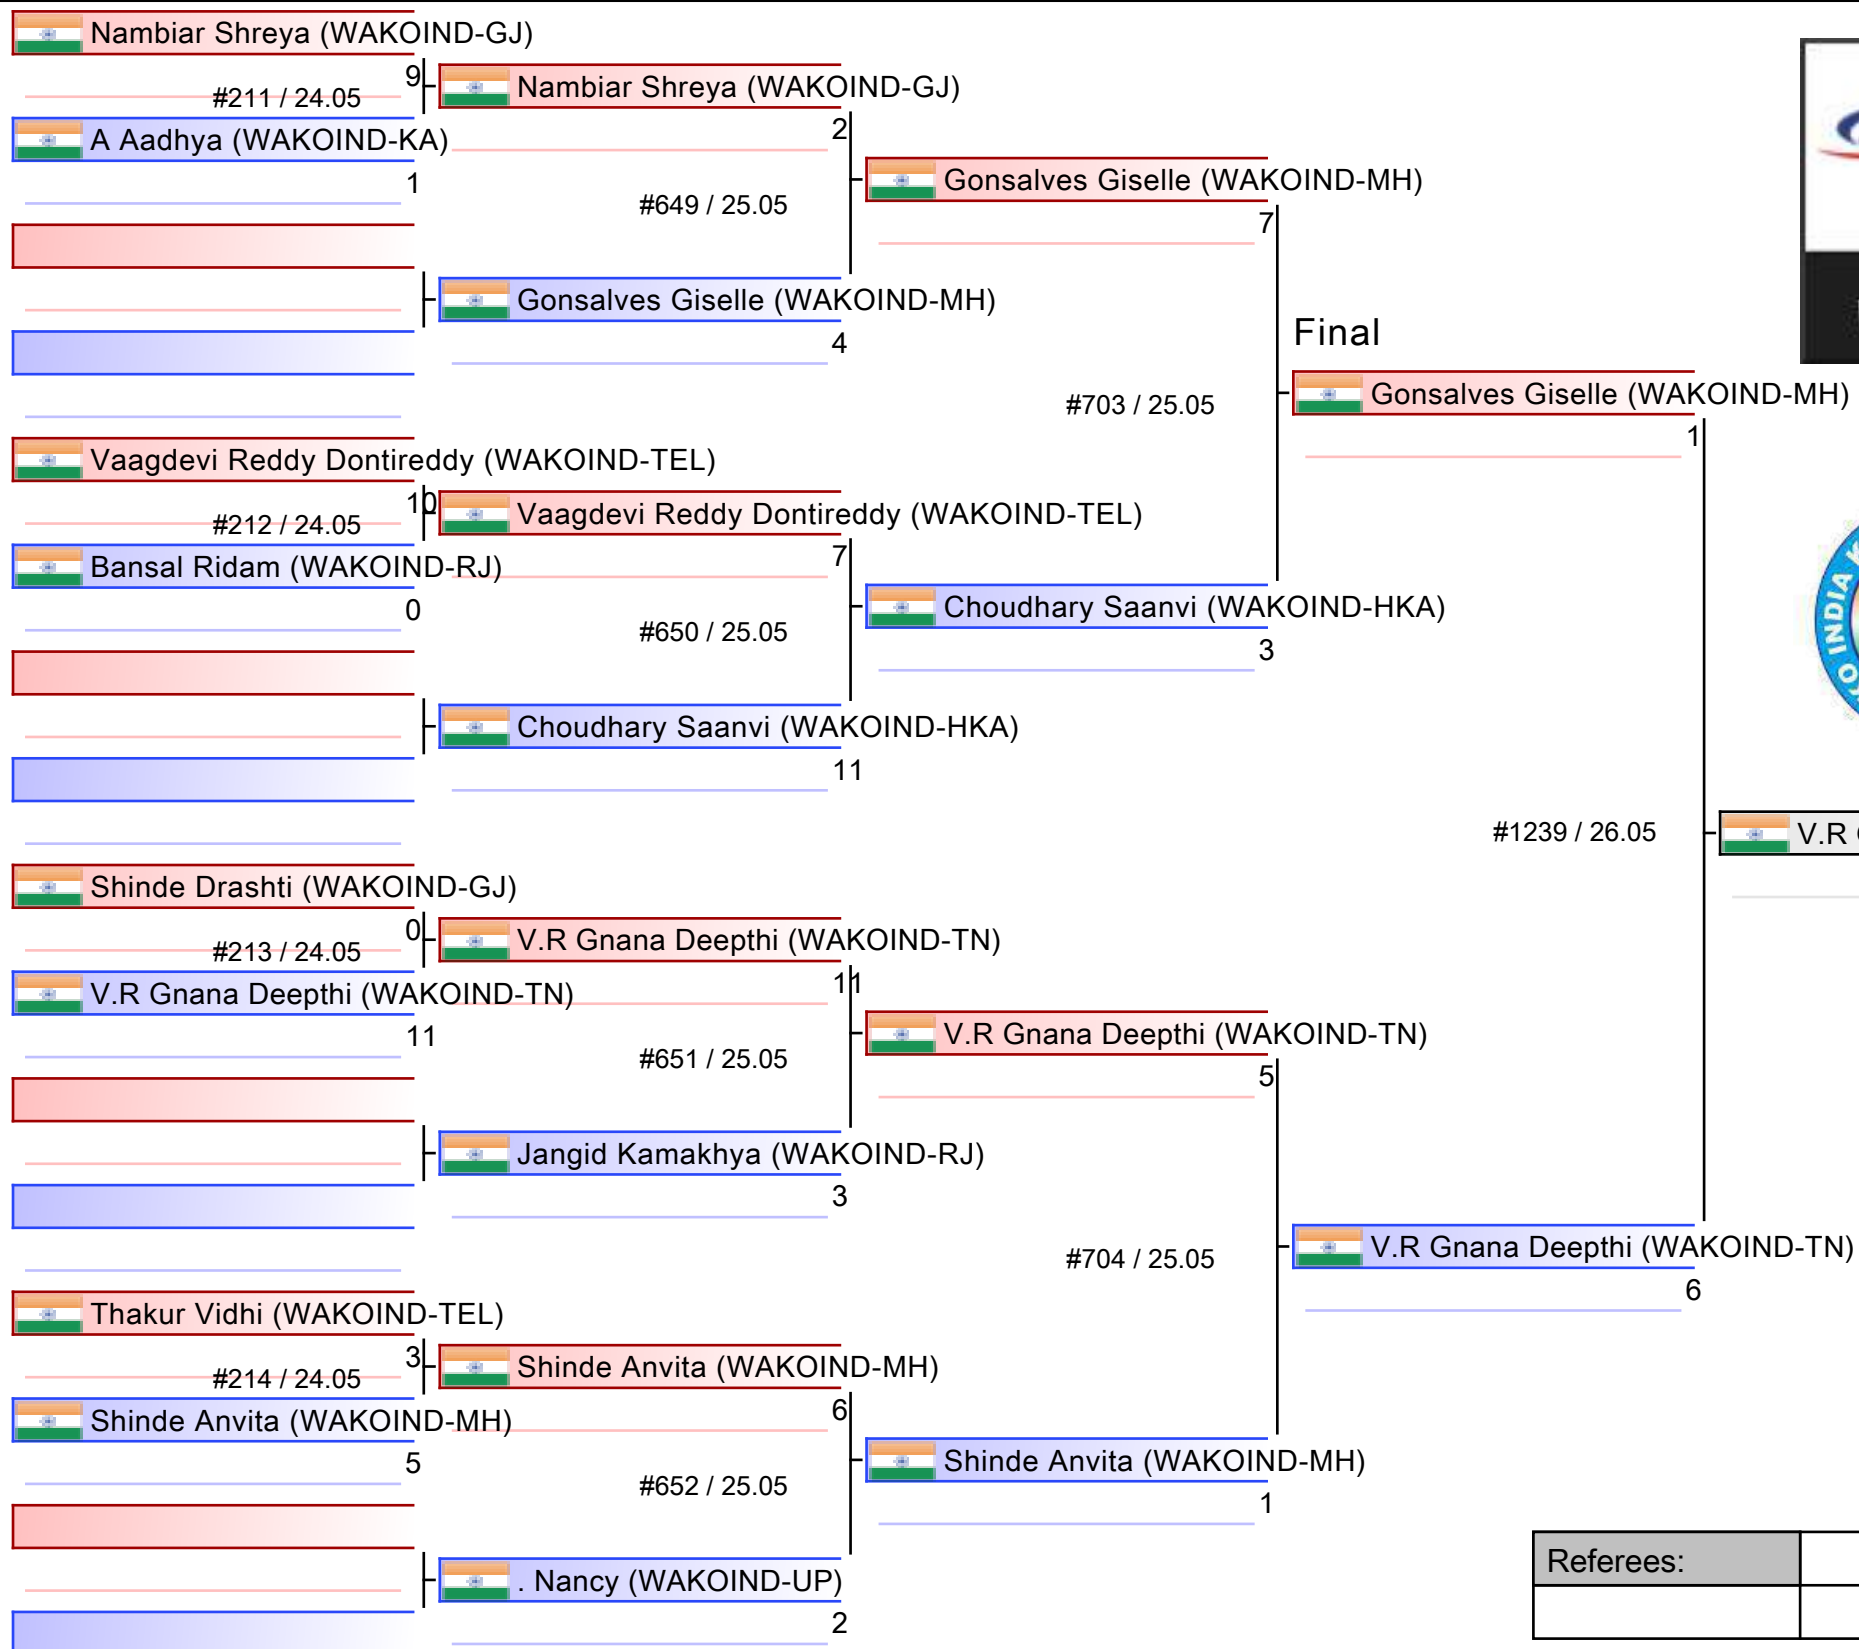 Nambiar Shreya (WAKOIND-GJ)
9
#211 / 24.05
A Aadhya (WAKOIND-KA)
1
Nambiar Shreya (WAKOIND-GJ)
2
#649 / 25.05
Gonsalves Giselle (WAKOIND-MH)
4
Gonsalves Giselle (WAKOIND-MH)
7
Vaagdevi Reddy Dontireddy (WAKOIND-TEL)
10
#212 / 24.05
Bansal Ridam (WAKOIND-RJ)
0
Vaagdevi Reddy Dontireddy (WAKOIND-TEL)
7
#650 / 25.05
Choudhary Saanvi (WAKOIND-HKA)
11
#703 / 25.05
Choudhary Saanvi (WAKOIND-HKA)
3
Final
Gonsalves Giselle (WAKOIND-MH)
1
Shinde Drashti (WAKOIND-GJ)
0
#213 / 24.05
V.R Gnana Deepthi (WAKOIND-TN)
11
V.R Gnana Deepthi (WAKOIND-TN)
11
#651 / 25.05
Jangid Kamakhya (WAKOIND-RJ)
3
V.R Gnana Deepthi (WAKOIND-TN)
5
#1239 / 26.05
V.R
Thakur Vidhi (WAKOIND-TEL)
3
#214 / 24.05
Shinde Anvita (WAKOIND-MH)
5
Shinde Anvita (WAKOIND-MH)
6
#652 / 25.05
. Nancy (WAKOIND-UP)
2
#704 / 25.05
Shinde Anvita (WAKOIND-MH)
1
V.R Gnana Deepthi (WAKOIND-TN)
6
INDIA
Referees: